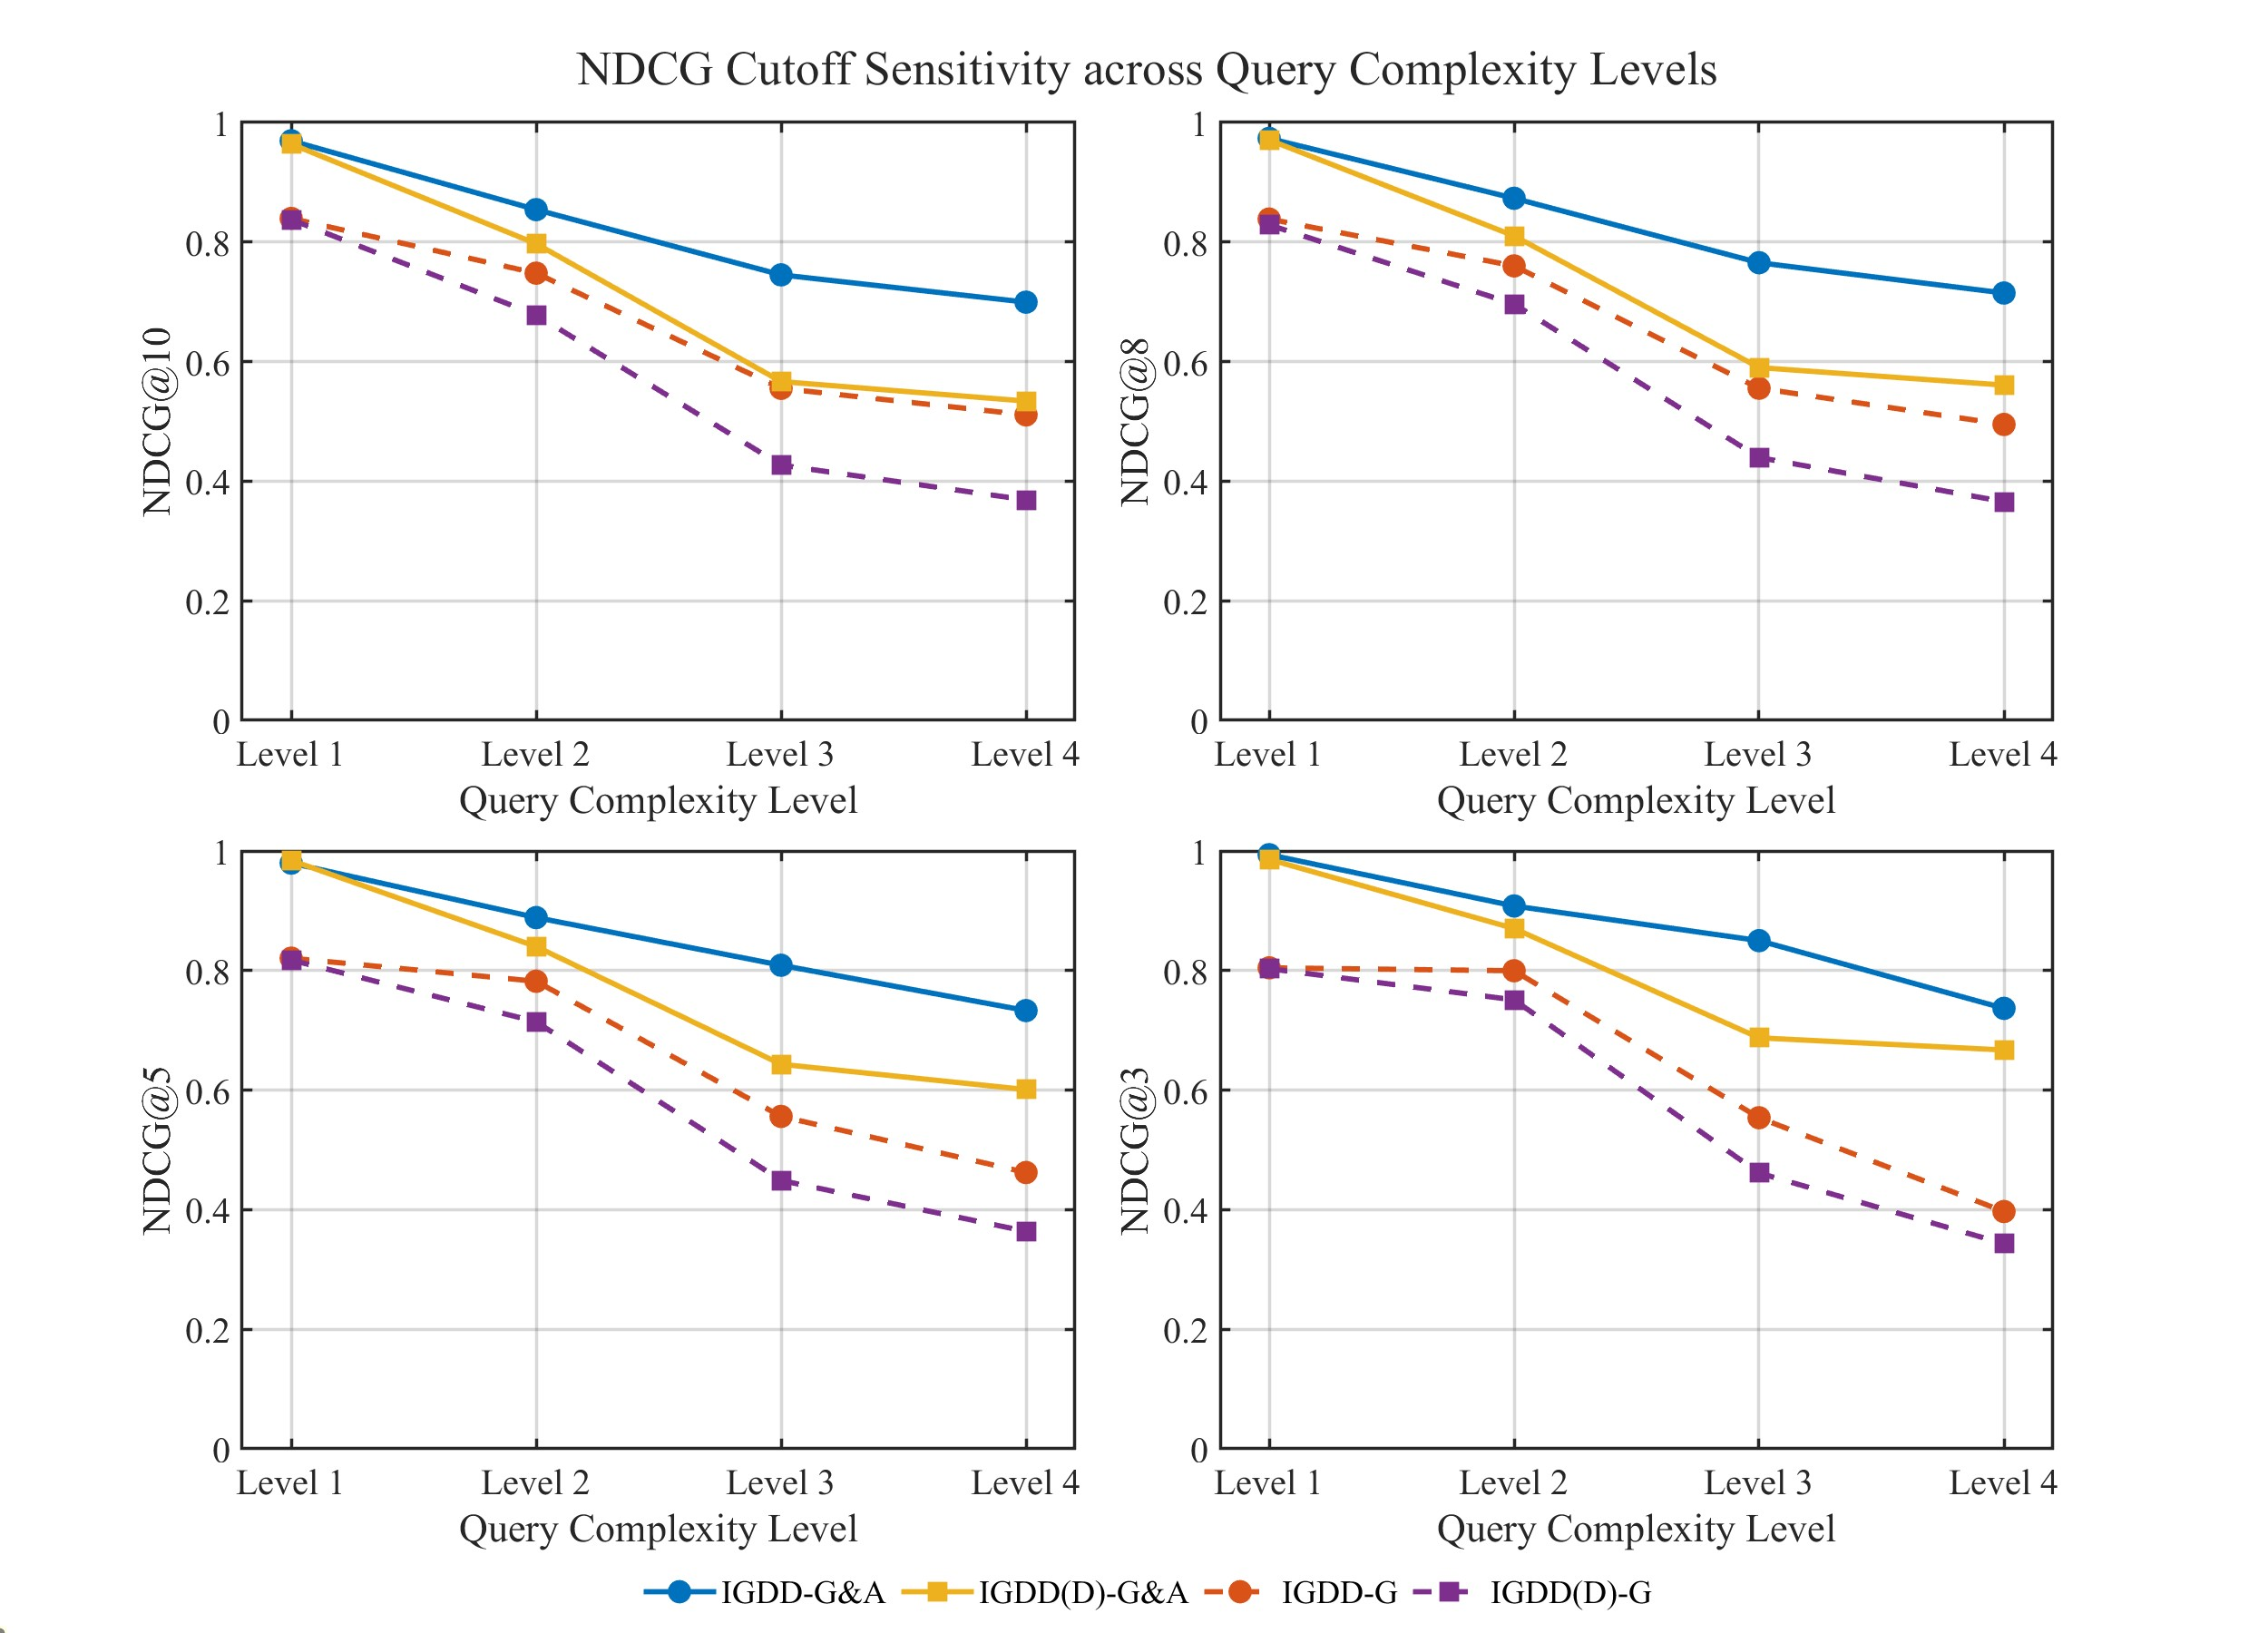 NDCG Cutoff Sensitivity across Query Complexity Levels
NDCG@10
1
0.8
0.6
0.4
0.2
0
Level 1 Level 2 Level 3 Level 4
Query Complexity Level
NDCG@8
1
0.8
0.6
0.4
0.2
0
Level 1 Level 2 Level 3 Level 4
Query Complexity Level
NDCG@5
1
0.8
0.6
0.4
0.2
0
Level 1 Level 2 Level 3 Level 4
Query Complexity Level
NDCG@3
1
0.8
0.6
0.4
0.2
0
Level 1 Level 2 Level 3 Level 4
Query Complexity Level
IGDD-G&A IGDD(D)-G&A IGDD-G IGDD(D)-G